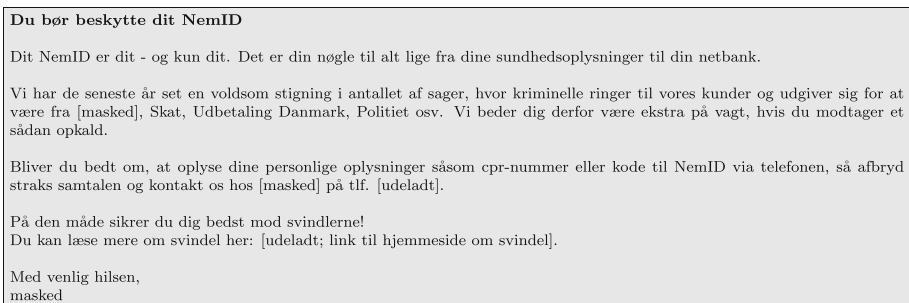 Du bør beskytte dit NemID
Dit NemID er dit - og kun dit. Det er din nøgle til alt lige fra dine sundhedsoplysninger til din netbank.
Vi har de seneste år set en voldsom stigning i antallet af sager, hvor kriminelle ringer til vores kunder og udgiver sig for at
være fra [masked], Skat, Udbetaling Danmark, Politiet osv. Vi beder dig derfor være ekstra på vagt, hvis du modtager et
sådan opkald.
Bliver du bedt om, at oplyse dine personlige oplysninger såsom cpr-nummer eller kode til NemID via telefonen, så afbryd
straks samtalen og kontakt os hos [masked] på tlf. [udeladt].
På den måde sikrer du dig bedst mod svindlerne!
Du kan læse mere om svindel her: [udeladt; link til hjemmeside om svindel].
Med venlig hilsen,
masked